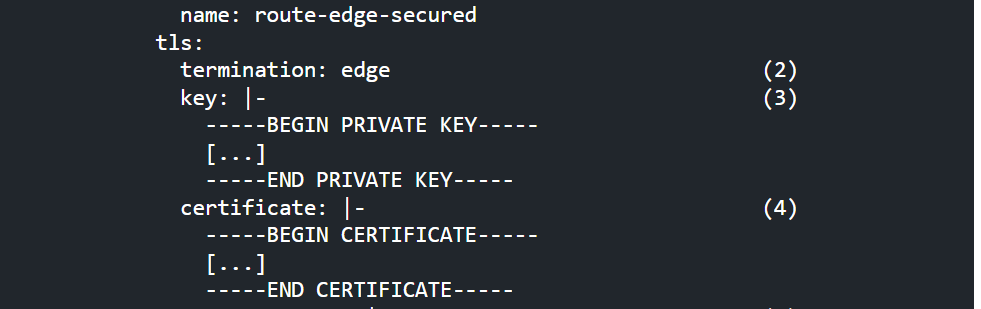 name: route-edge-secured
tls:
termination: edge (2)
key: |- (3)
-----BEGIN PRIVATE KEY-----
[...]
-----END PRIVATE KEY-----
certificate: |- (4)
-----BEGIN CERTIFICATE-----
[...]
-----END CERTIFICATE-----